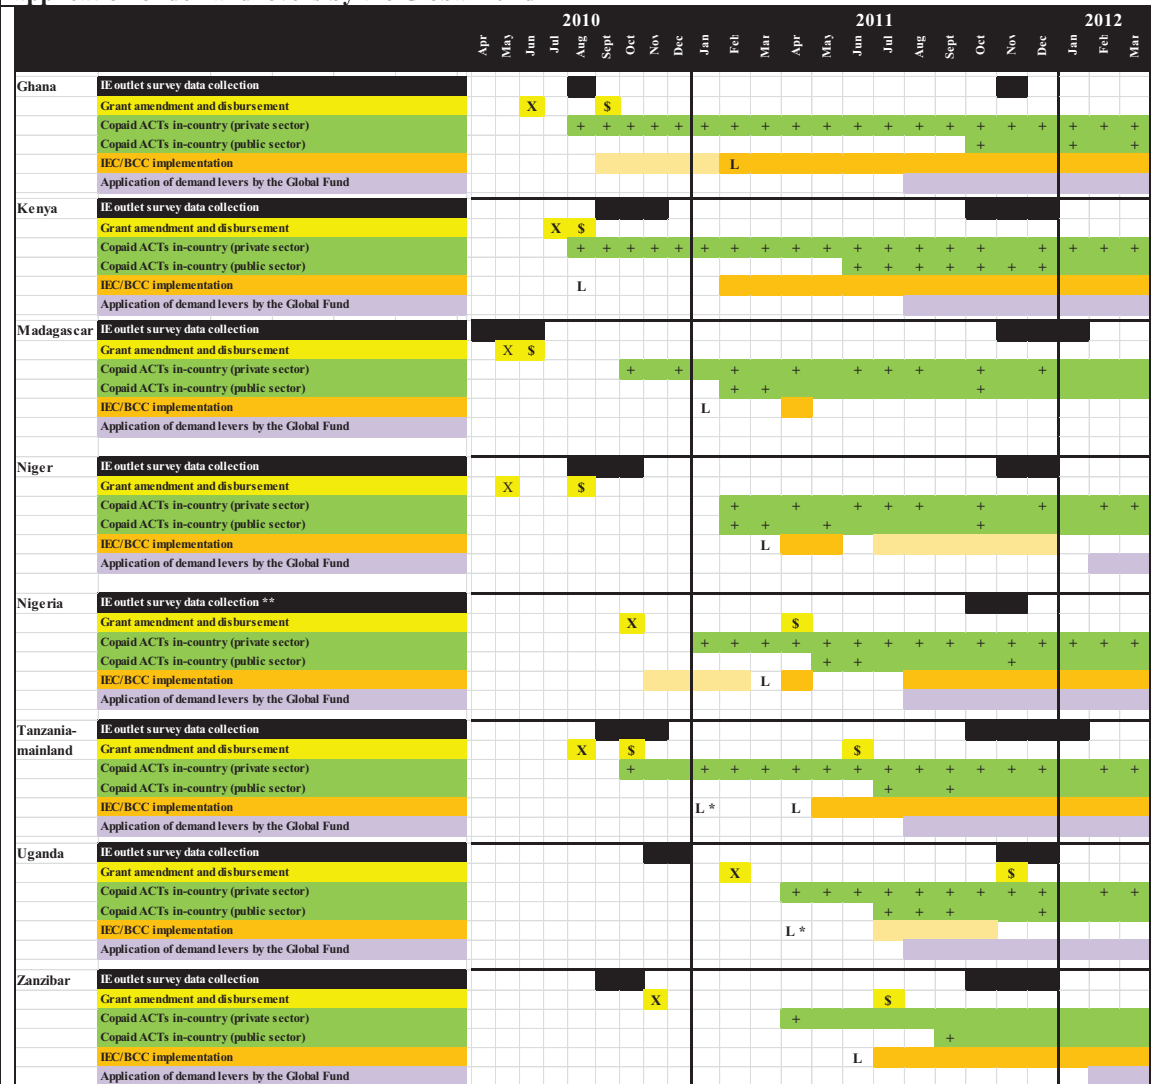 application of demand levers by the Global Fund
2010 2011 2012
Apr May Jun Jul Aug Sept Oct Nov Dec Jan Feb Mar Apr May Jun Jul Aug Sept Oct Nov Dec Jan Feb Mar
Ghana IE outlet survey data collection
Grant amendment and disbursement X $
Copaid ACTs in-country (private sector) + + + + + + + + + + + + + + + + + + + +
Copaid ACTs in-country (public sector) + + +
IEC/BCC implementation L
Application of demand levers by the Global Fund
Kenya IE outlet survey data collection
Grant amendment and disbursement X $
Copaid ACTs in-country (private sector) + + + + + + + + + + + + + + + + + + +
Copaid ACTs in-country (public sector) + + + + + + +
IEC/BCC implementation L
Application of demand levers by the Global Fund
Madagascar IE outlet survey data collection
Grant amendment and disbursement X $
Copaid ACTs in-country (private sector) + + + + + + + + +
Copaid ACTs in-country (public sector) + + +
IEC/BCC implementation L
Application of demand levers by the Global Fund
Niger IE outlet survey data collection
Grant amendment and disbursement X $
Copaid ACTs in-country (private sector) + + + + + + + + +
Copaid ACTs in-country (public sector) + + + +
IEC/BCC implementation L
Application of demand levers by the Global Fund
Nigeria IE outlet survey data collection **
Grant amendment and disbursement X $
Copaid ACTs in-country (private sector) + + + + + + + + + + + + + + +
Copaid ACTs in-country (public sector) + + +
IEC/BCC implementation L
Application of demand levers by the Global Fund
Tanzania- IE outlet survey data collection
mainland Grant amendment and disbursement X $ $
Copaid ACTs in-country (private sector) + + + + + + + + + + + + + + +
Copaid ACTs in-country (public sector) + +
IEC/BCC implementation L * L
Application of demand levers by the Global Fund
Uganda IE outlet survey data collection
Grant amendment and disbursement X $
Copaid ACTs in-country (private sector) + + + + + + + + + + +
Copaid ACTs in-country (public sector) + + + +
IEC/BCC implementation L *
Application of demand levers by the Global Fund
Zanzibar IE outlet survey data collection
Grant amendment and disbursement X $
Copaid ACTs in-country (private sector) +
Copaid ACTs in-country (public sector) +
IEC/BCC implementation L
Application of demand levers by the Global Fund